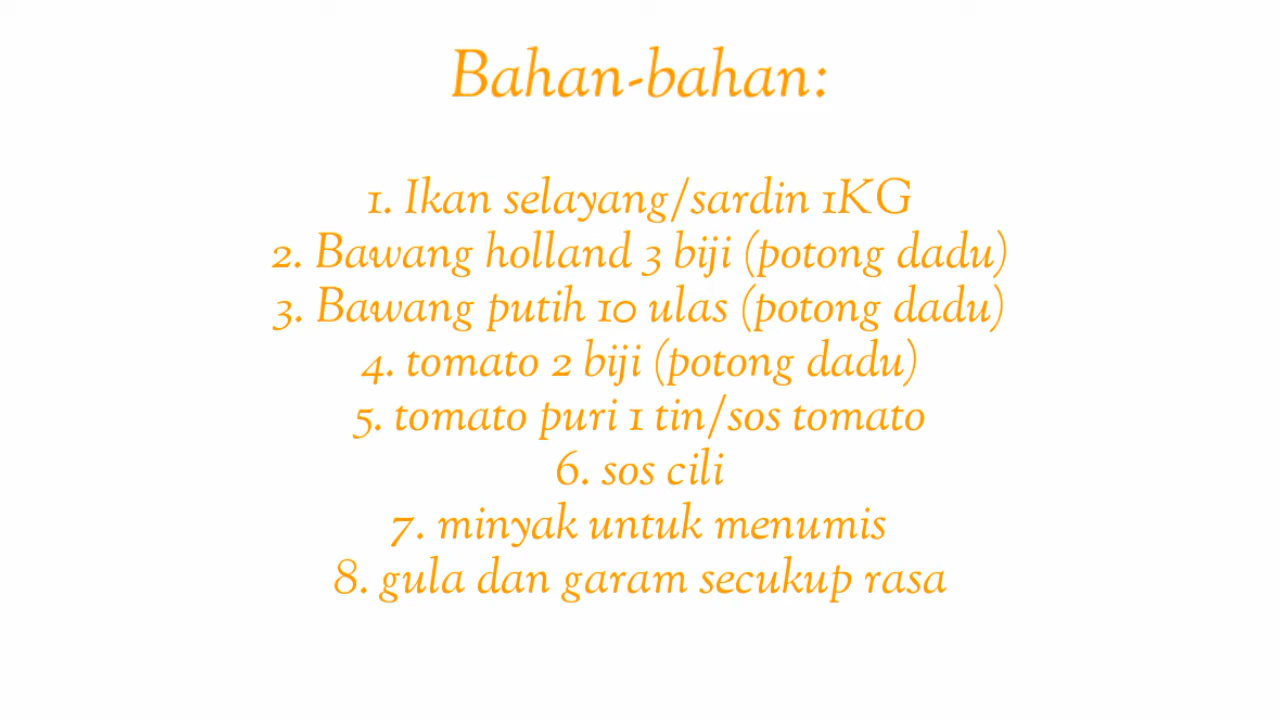 Bahan-bahan:
1. Ikan selayang/sardin 1KG
2. Bawang holland 3 biji (potong dadu)
3. Bawang putih 10 ulas (potong dadu)
4. tomato 2 biji (potong dadu)
5. tomato puri 1 tin/sos tomato
6. sos cili
7. minyak untuk menumis
8. gula dan garam secukup rasa